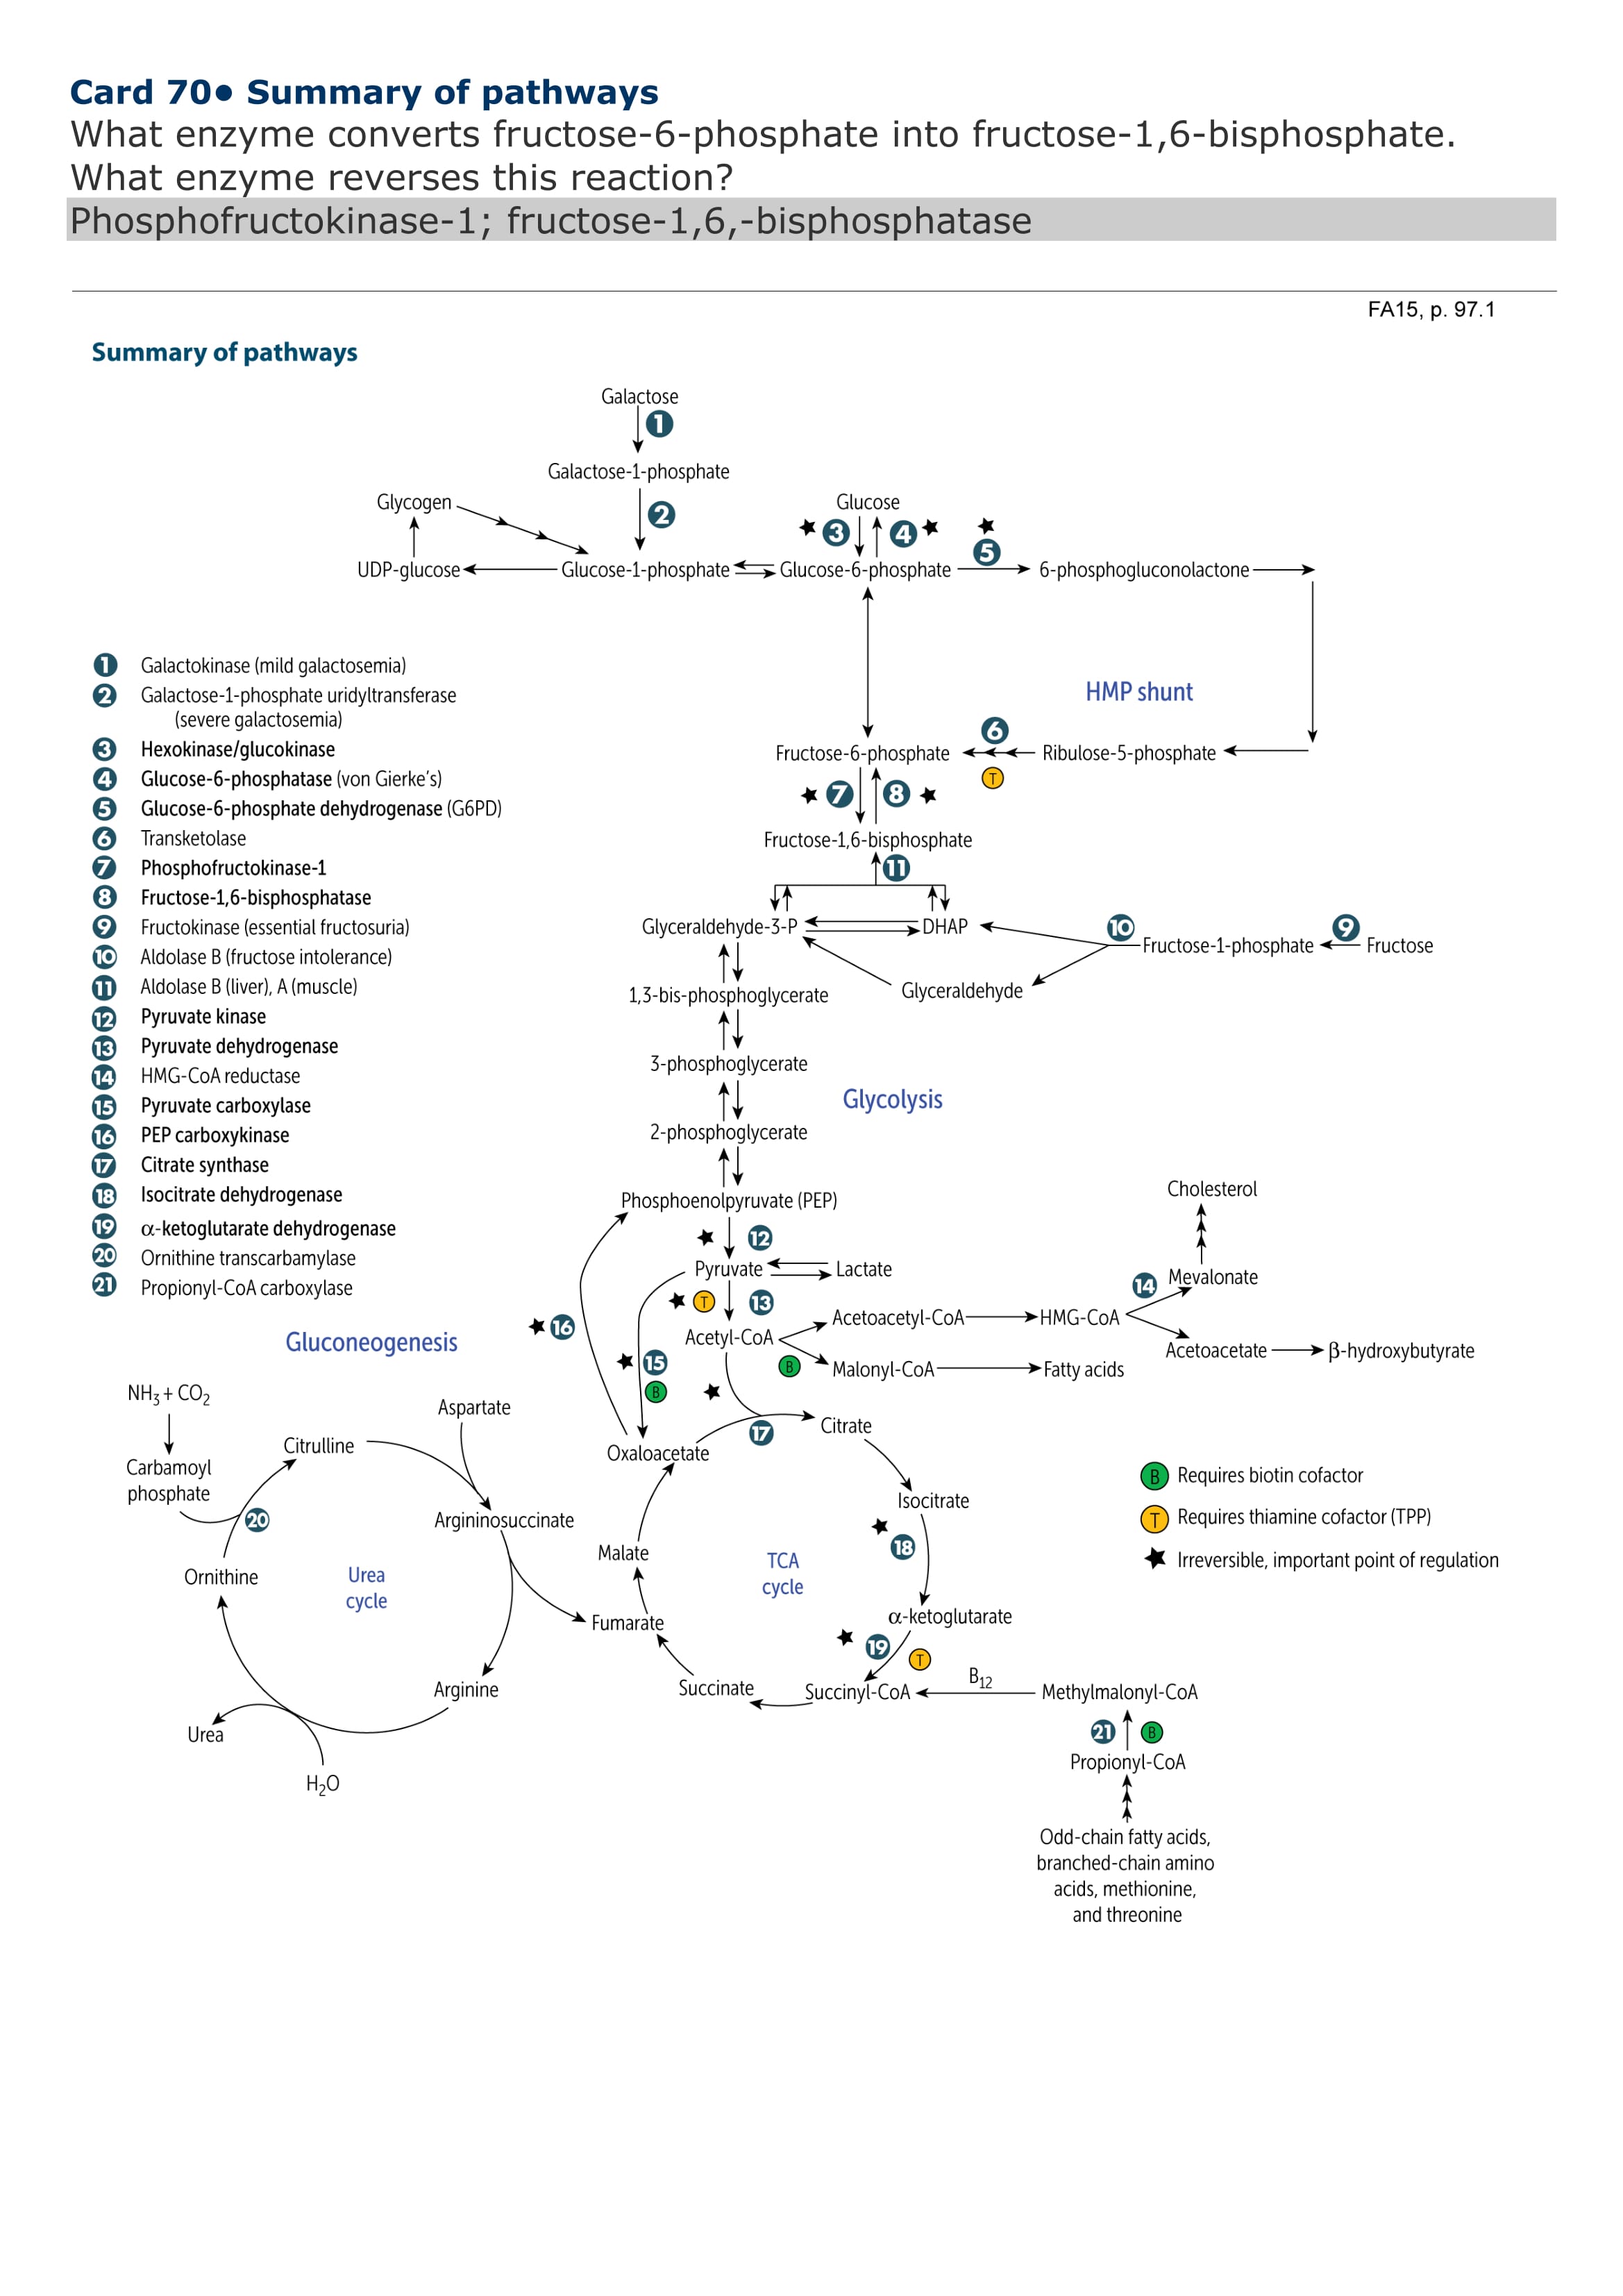 Card 70● Summary of pathways
What enzyme converts fructose-6-phosphate into fructose-1,6-bisphosphate.
What enzyme reverses this reaction?
Phosphofructokinase-1; fructose-1,6,-bisphosphatase
FA15, p. 97.1
Summary of pathways
Galactose
1
Galactose-1-phosphate
Glycogen
2
Glucose
3
4
5
UDP-glucose
Glucose-1-phosphate
Glucose-6-phosphate
6-phosphogluconolactone
1 Galactokinase (mild galactosemia)
2 Galactose-1-phosphate uridyltransferase
(severe galactosemia)
3 Hexokinase/glucokinase
4 Glucose-6-phosphatase (von Gierke's)
5 Glucose-6-phosphate dehydrogenase (G6PD)
6 Transketolase
7 Phosphofructokinase-1
8 Fructose-1,6-bisphosphatase
9 Fructokinase (essential fructosuria)
10 Aldolase B (fructose intolerance)
11 Aldolase B (liver), A (muscle)
12 Pyruvate kinase
13 Pyruvate dehydrogenase
14 HMG-CoA reductase
15 Pyruvate carboxylase
16 PEP carboxykinase
17 Citrate synthase
18 Isocitrate dehydrogenase
19 α-ketoglutarate dehydrogenase
20 Ornithine transcarbamylase
21 Propionyl-CoA carboxylase
HMP shunt
6
Fructose-6-phosphate
Ribulose-5-phosphate
T
7
8
Fructose-1,6-bisphosphate
11
Glyceraldehyde-3-P
DHAP
10
Fructose-1-phosphate
9
Fructose
Glyceraldehyde
1,3-bis-phosphoglycerate
3-phosphoglycerate
Glycolysis
2-phosphoglycerate
Phosphoenolpyruvate (PEP)
12
Cholesterol
Pyruvate
Lactate
14
Mevalonate
T
13
Acetoacetyl-CoA
HMG-CoA
16
Acetyl-CoA
Gluconeogenesis
15
B
B
Malonyl-CoA
Fatty acids
Acetoacetate
β-hydroxybutyrate
NH3 + CO2
Aspartate
17
Citrate
Citrulline
Oxaloacetate
Carbamoyl
phosphate
20
Argininosuccinate
Isocitrate
18
B Requires biotin cofactor
T Requires thiamine cofactor (TPP)
Irreversible, important point of regulation
Malate
TCA
cycle
Ornithine
Urea
cycle
Fumarate
α-ketoglutarate
19
T
Arginine
Succinate
Succinyl-CoA
B12
Methylmalonyl-CoA
Urea
21
B
Propionyl-CoA
H2O
Odd-chain fatty acids,
branched-chain amino
acids, methionine,
and threonine